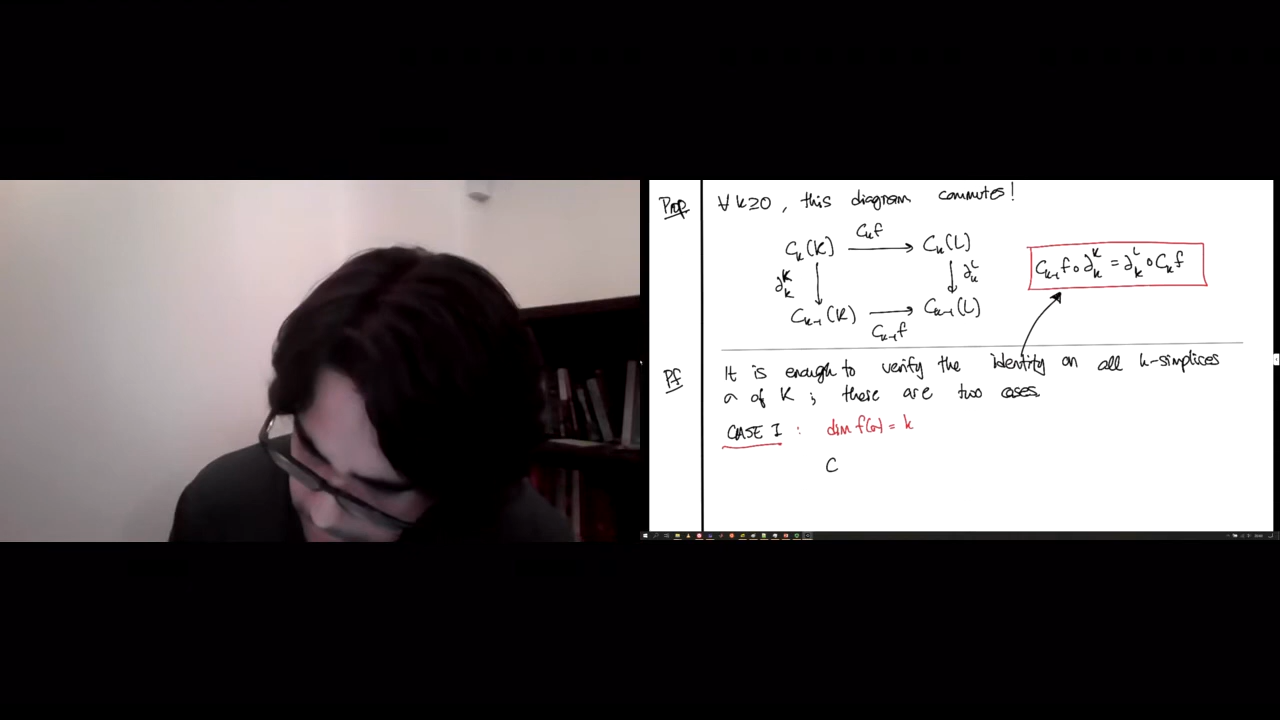 Prop ∀ k≥0, this diagram commutes!
Cₖ(K) → Cₖ(L)
Cₖf
∂ₖᴷ ↓ ↓ ∂ₖᴸ
Cₖ₋₁f∘∂ₖᴷ = ∂ₖᴸ∘Cₖf
Cₖ₋₁(K) → Cₖ₋₁(L)
Cₖ₋₁f
Pf It is enough to verify the identity on all k-simplices
σ of K ; there are two cases.
CASE I : dim f(σ) = k
C